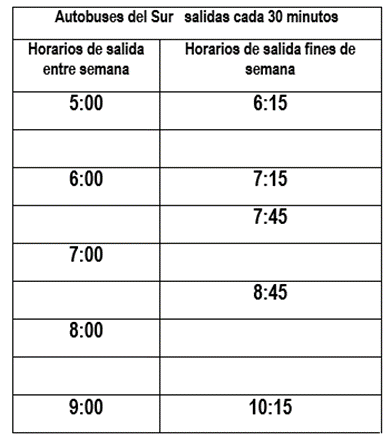 Autobuses del Sur salidas cada 30 minutos
Horarios de salida entre semana
Horarios de salida fines de semana
5:00 6:15
6:00 7:15
7:45
7:00
8:45
8:00
9:00 10:15